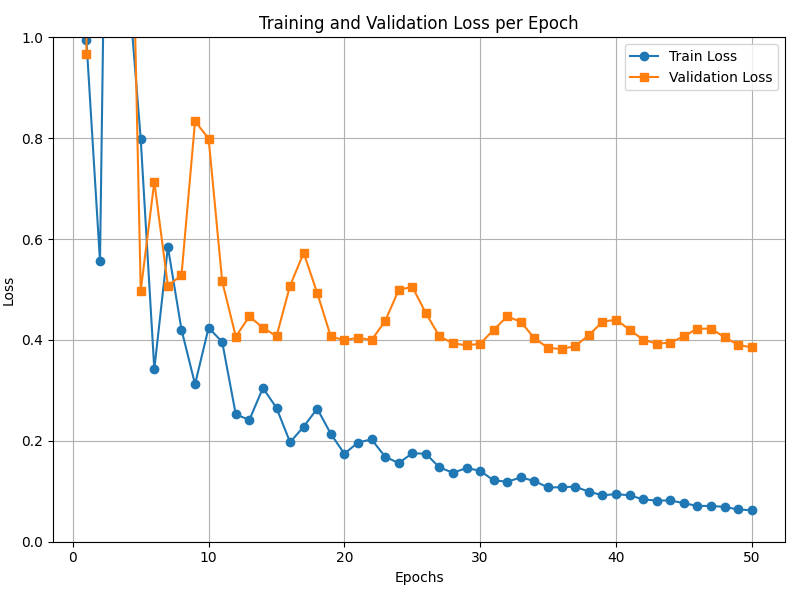 Training and Validation Loss per Epoch
Train Loss
Validation Loss
Loss
1.0
0.8
0.6
0.4
0.2
0.0
0 10 20 30 40 50
Epochs